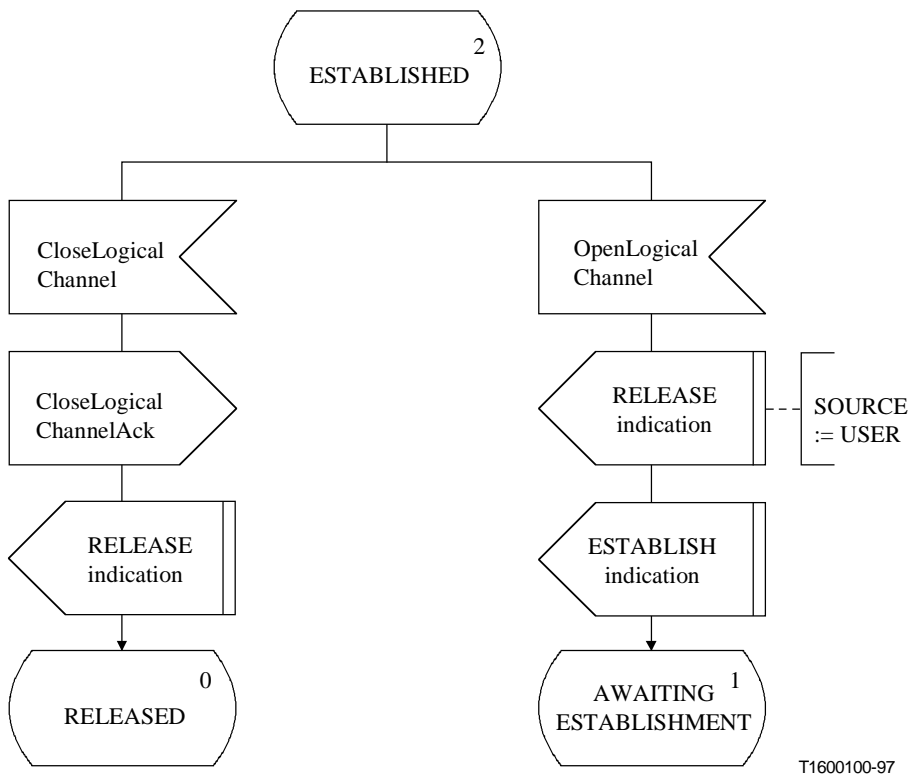 2
ESTABLISHED
CloseLogical
Channel
OpenLogical
Channel
CloseLogical
ChannelAck
RELEASE
indication
SOURCE
:= USER
RELEASE
indication
ESTABLISH
indication
0
RELEASED
1
AWAITING
ESTABLISHMENT
T1600100-97